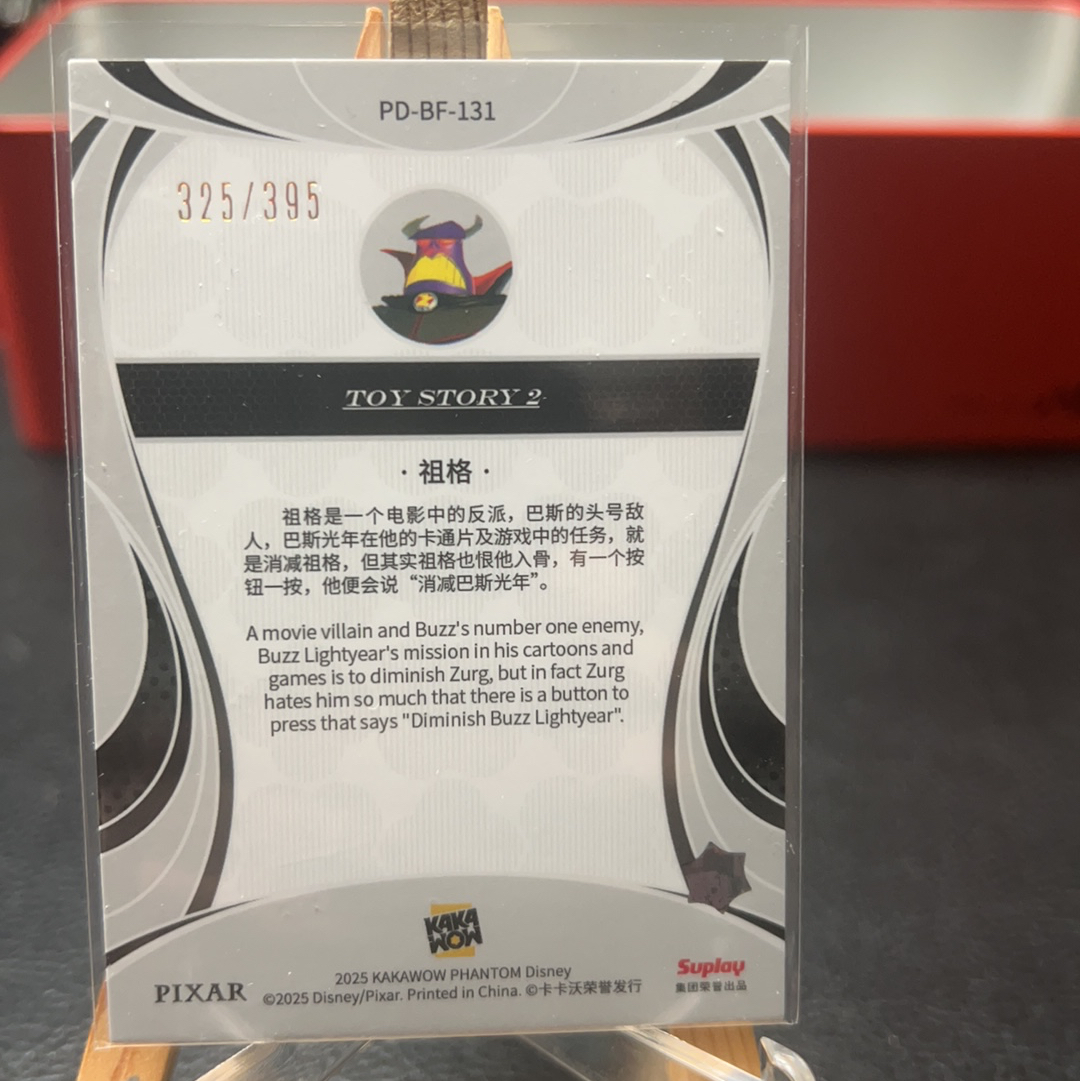 PD-BF-131
325/395
TOY STORY 2
· 祖格 ·
祖格是一个电影中的反派，巴斯的头号敌
人，巴斯光年在他的卡通片及游戏中的任务，就
是消减祖格，但其实祖格也恨他入骨，有一个按
钮一按，他便会说“消减巴斯光年”。
A movie villain and Buzz's number one enemy,
Buzz Lightyear's mission in his cartoons and
games is to diminish Zurg, but in fact Zurg
hates him so much that there is a button to
press that says "Diminish Buzz Lightyear".
KAKA
WOW
2025 KAKAWOW PHANTOM Disney
PIXAR ©2025 Disney/Pixar. Printed in China. ©卡卡沃荣誉发行
Suplay
集团荣誉出品